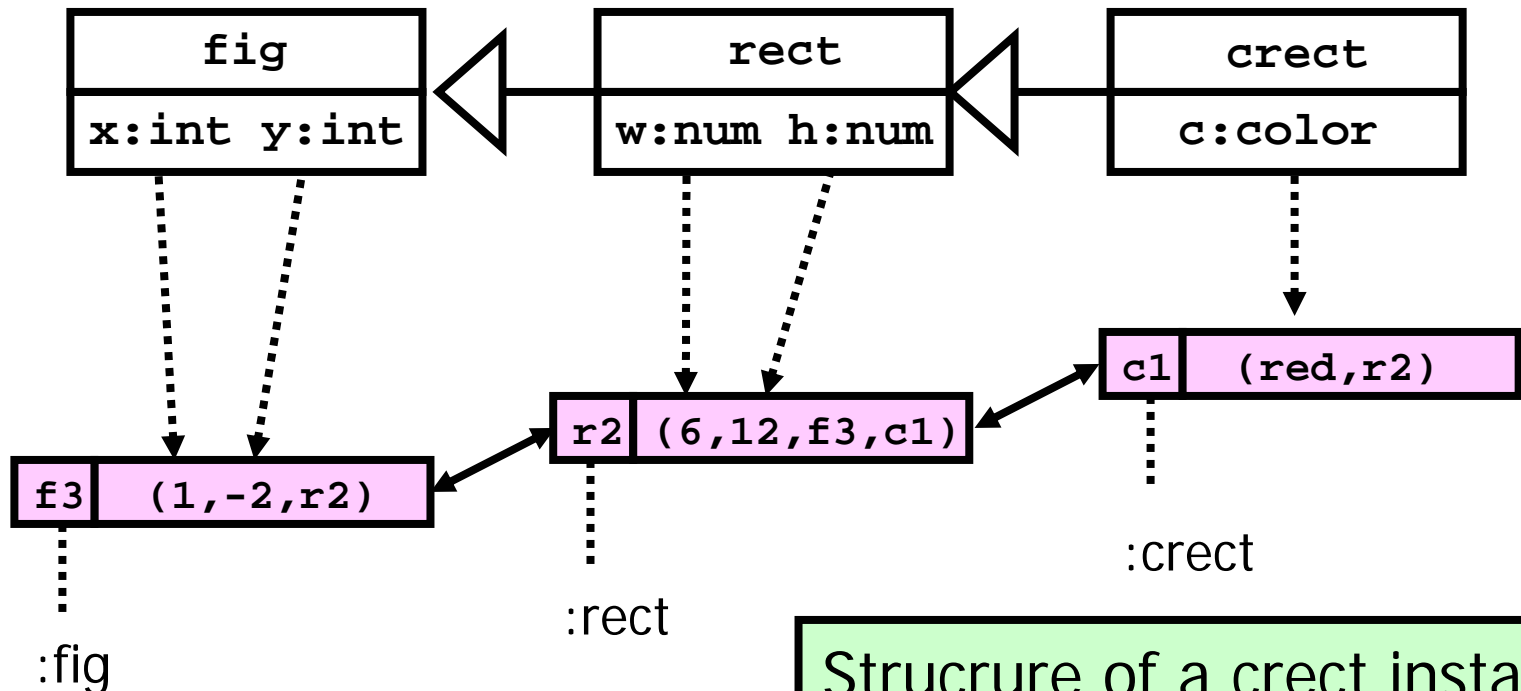 fig
x:int y:int
rect
w:num h:num
crect
c:color
c1 (red,r2)
r2 (6,12,f3,c1)
f3 (1,-2,r2)
:crect
:rect
:fig
Strucrure of a crect insta